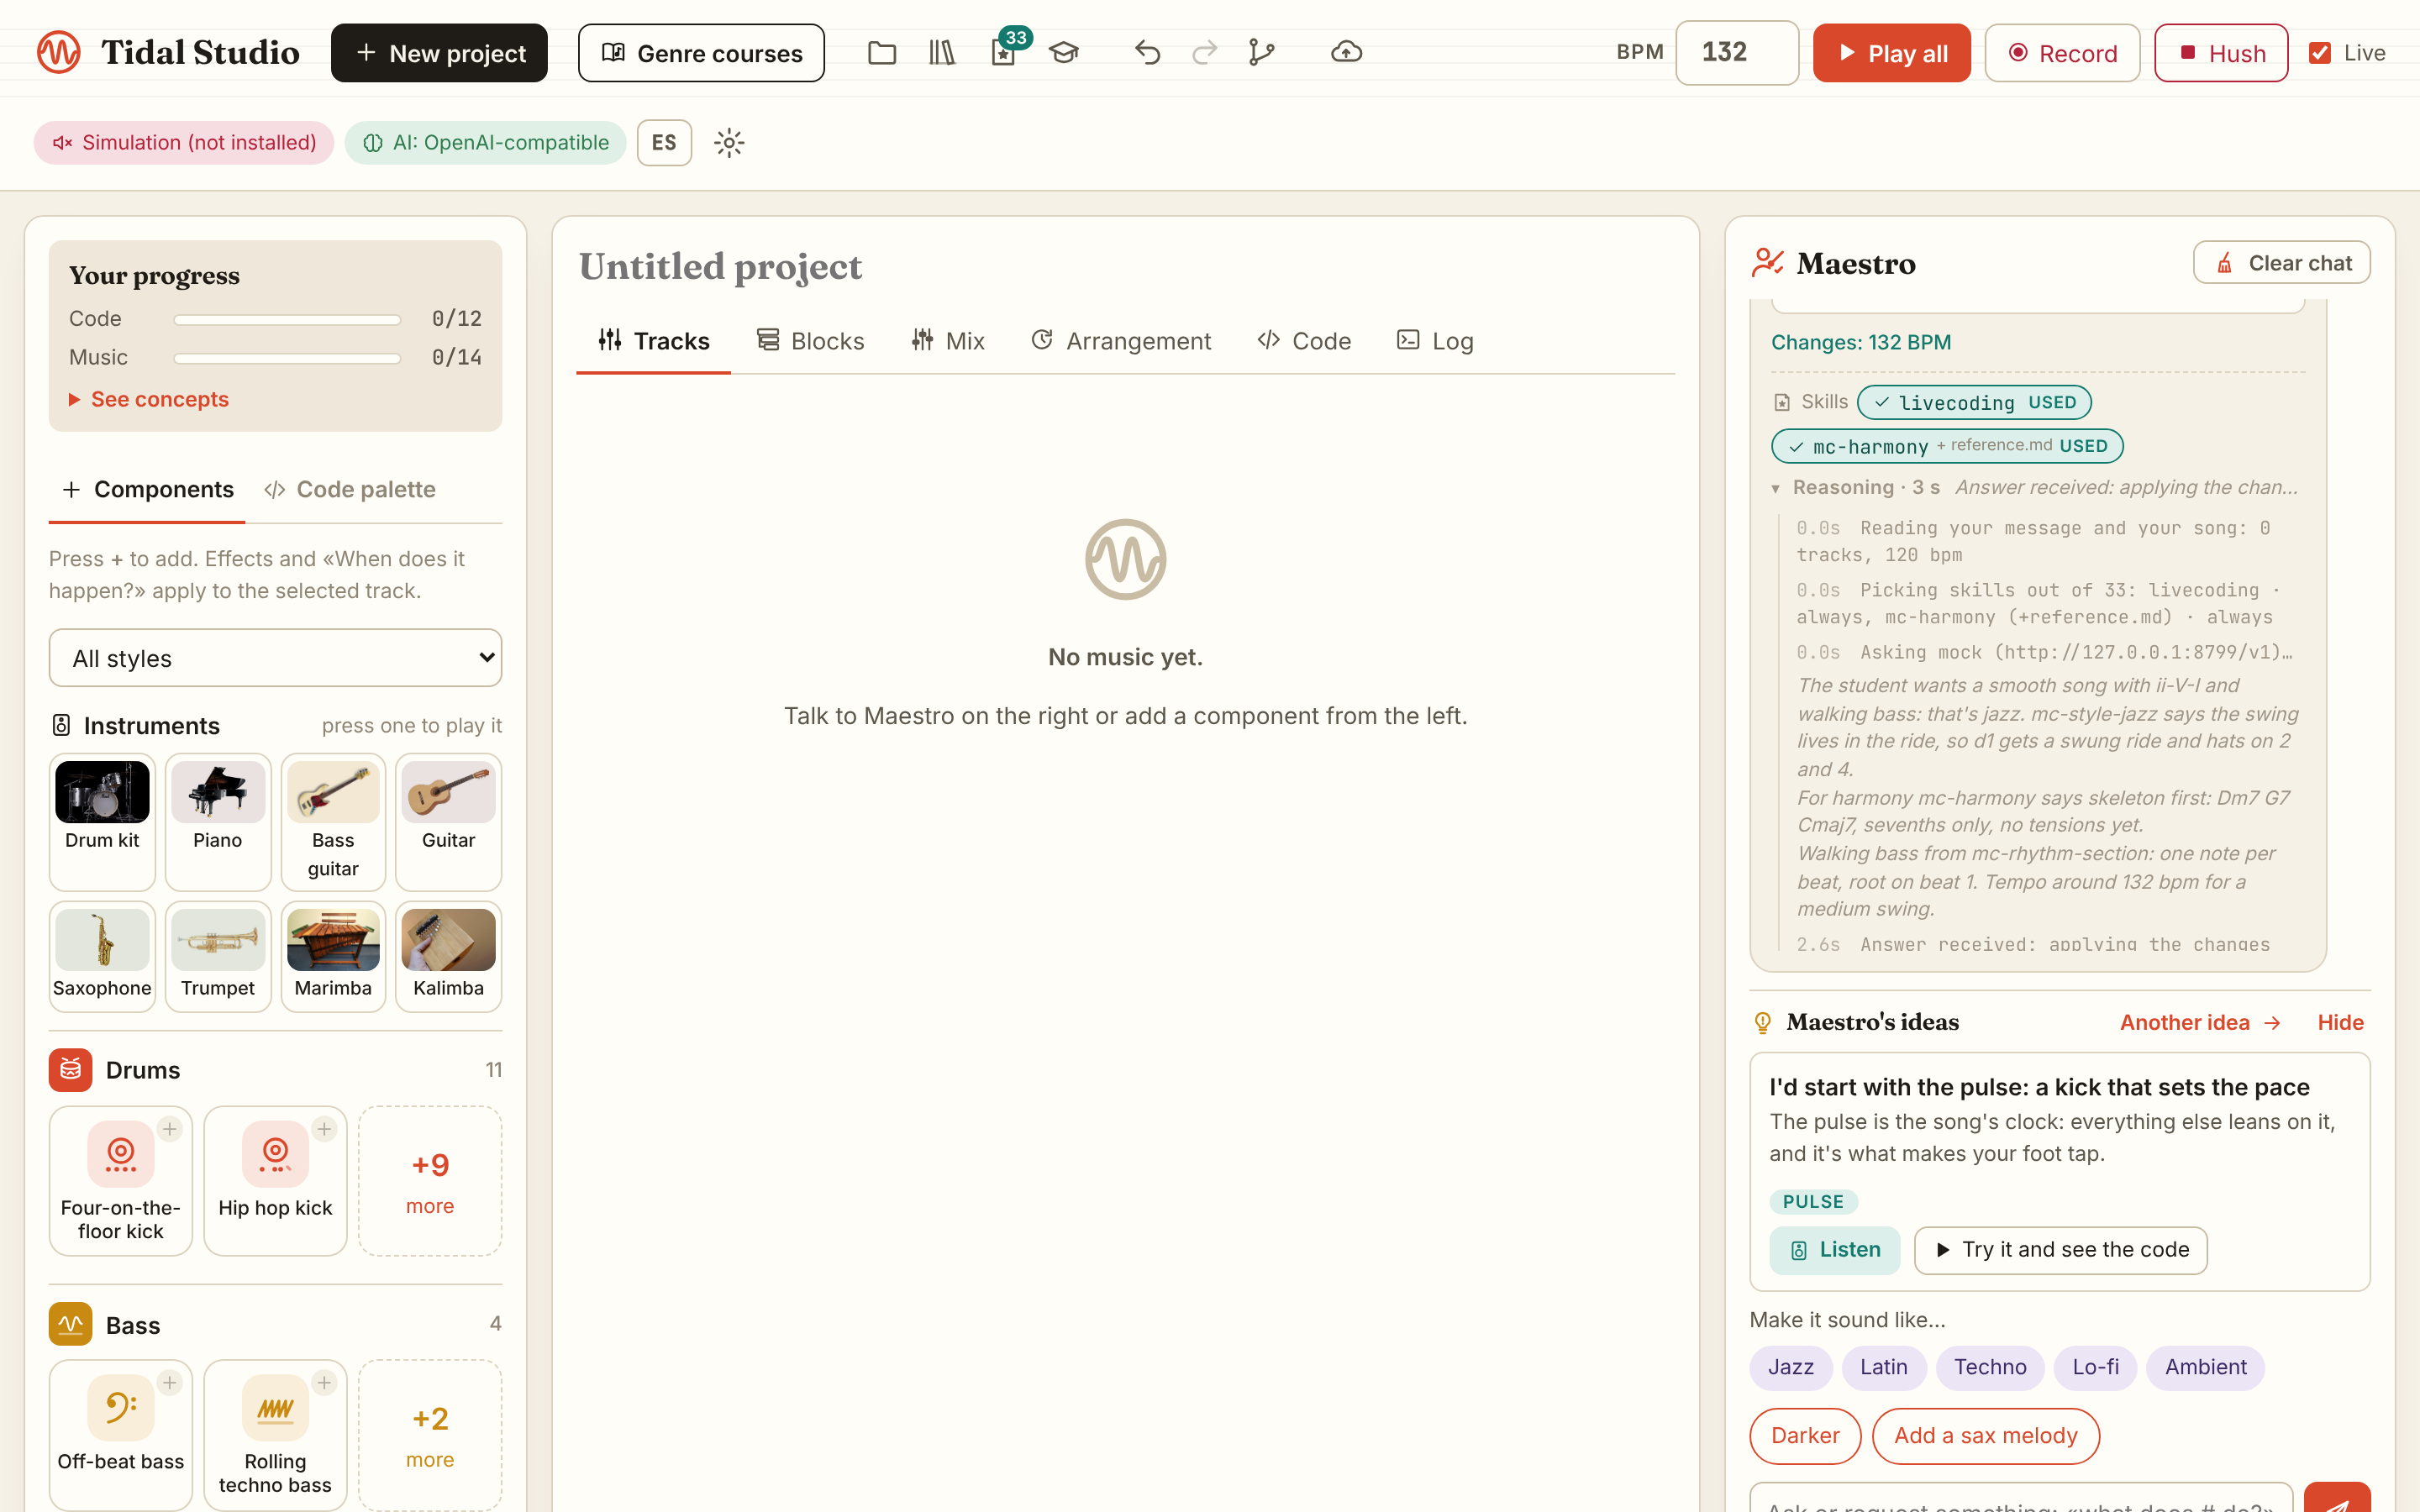 Tidal Studio
New project
Genre courses
33
BPM
132
Play all
Record
Hush
Live
Simulation (not installed)
AI: OpenAI-compatible
ES
Your progress
Code 0/12
Music 0/14
See concepts
Components
Code palette
Press + to add. Effects and «When does it
happen?» apply to the selected track.
All styles
Instruments
press one to play it
Drum kit
Piano
Bass
guitar
Guitar
Saxophone
Trumpet
Marimba
Kalimba
Drums
11
Four-on-the-
floor kick
Hip hop kick
+9
more
Bass
4
Off-beat bass
Rolling
techno bass
+2
more
Untitled project
Tracks
Blocks
Mix
Arrangement
Code
Log
No music yet.
Talk to Maestro on the right or add a component from the left.
Maestro
Clear chat
Changes: 132 BPM
Skills
livecoding USED
mc-harmony + reference.md USED
Reasoning · 3 s Answer received: applying the chan...
0.0s Reading your message and your song: 0
tracks, 120 bpm
0.0s Picking skills out of 33: livecoding ·
always, mc-harmony (+reference.md) · always
0.0s Asking mock (http://127.0.0.1:8799/v1)…
The student wants a smooth song with ii-V-I and
walking bass: that's jazz. mc-style-jazz says the swing
lives in the ride, so d1 gets a swung ride and hats on 2
and 4.
For harmony mc-harmony says skeleton first: Dm7 G7
Cmaj7, sevenths only, no tensions yet.
Walking bass from mc-rhythm-section: one note per
beat, root on beat 1. Tempo around 132 bpm for a
medium swing.
2.6s Answer received: applying the changes
Maestro's ideas
Another idea →
Hide
I'd start with the pulse: a kick that sets the pace
The pulse is the song's clock: everything else leans on it,
and it's what makes your foot tap.
PULSE
Listen
Try it and see the code
Make it sound like...
Jazz
Latin
Techno
Lo-fi
Ambient
Darker
Add a sax melody
Ask or request something: «what does # do?»